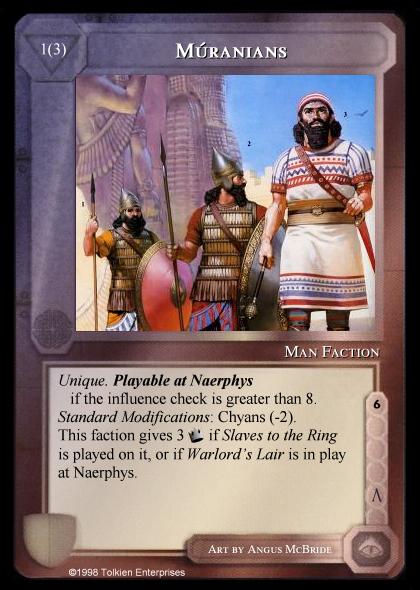 1(3)
MÚRANIANS
3
2
1
MAN FACTION
Unique. Playable at Naerphys
if the influence check is greater than 8.
Standard Modifications: Chyans (-2).
This faction gives 3 if Slaves to the Ring
is played on it, or if Warlord's Lair is in play
at Naerphys.
6
ART BY ANGUS MCBRIDE
©1998 Tolkien Enterprises